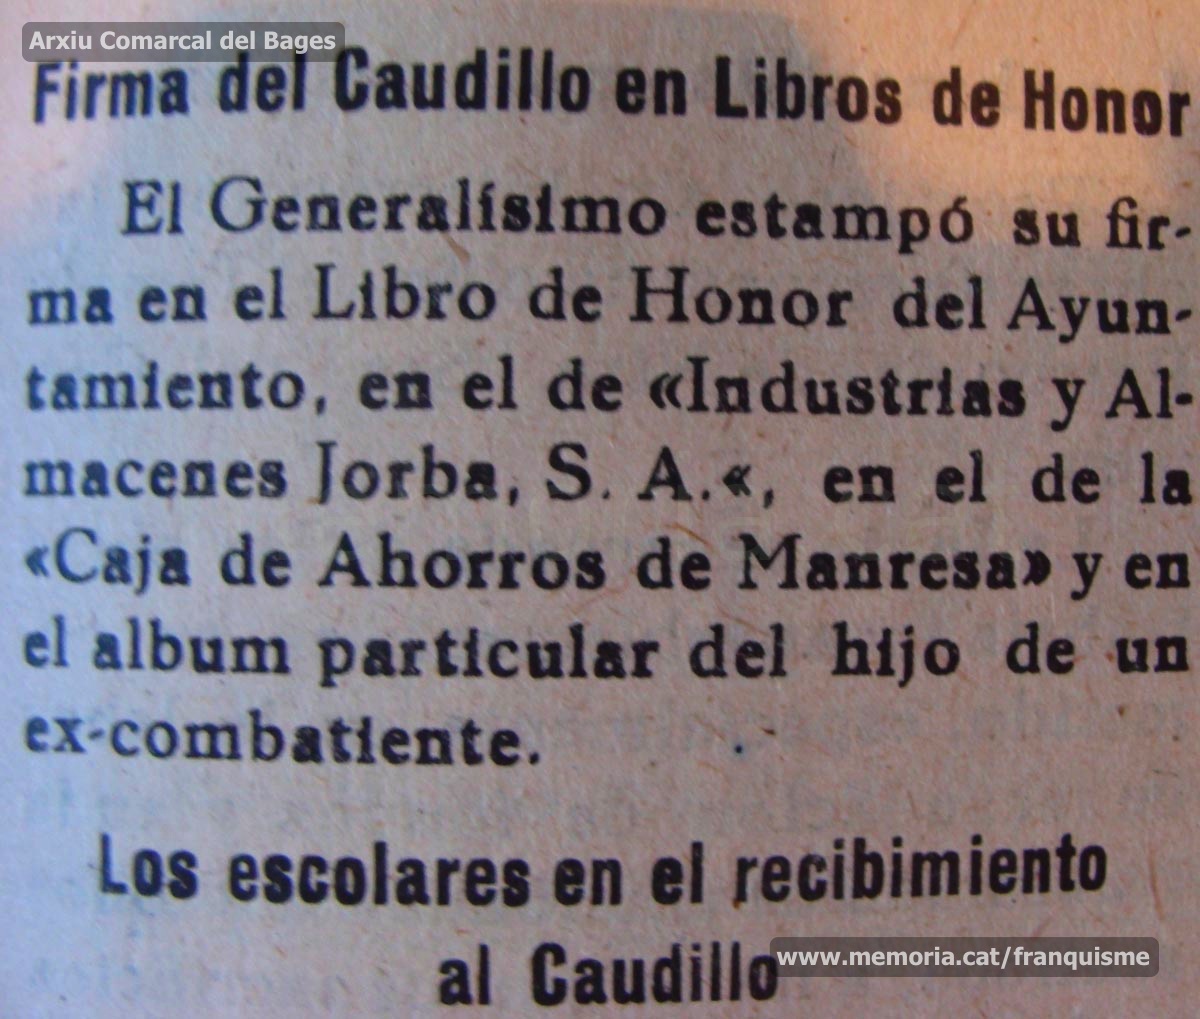 Arxiu Comarcal del Bages
Firma del Caudillo en Libros de Honor
El Generalísimo estampó su fir-
ma en el Libro de Honor del Ayun-
tamiento, en el de «Industrias y Al-
macenes Jorba, S. A.«, en el de la
«Caja de Ahorros de Manresa» y en
el album particular del hijo de un
ex-combatiente.
Los escolares en el recibimiento
al Caudillo
www.memoria.cat/franquisme